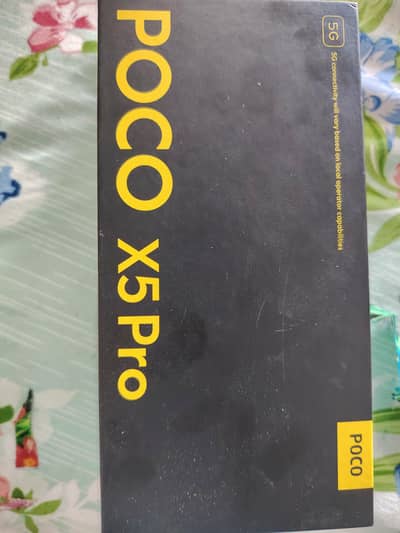 5G
5G connectivity will vary based on local operator capabilities
POCO X5 Pro
POCO